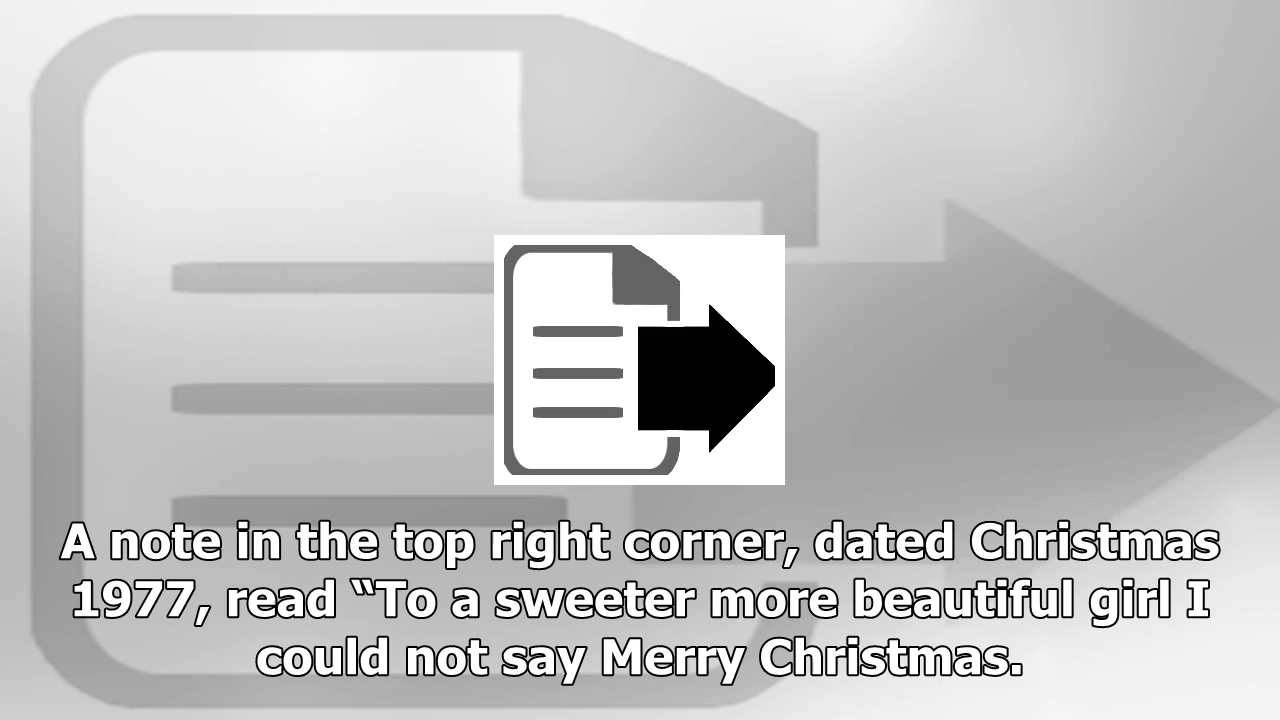 A note in the top right corner, dated Christmas
1977, read “To a sweeter more beautiful girl I
could not say Merry Christmas.